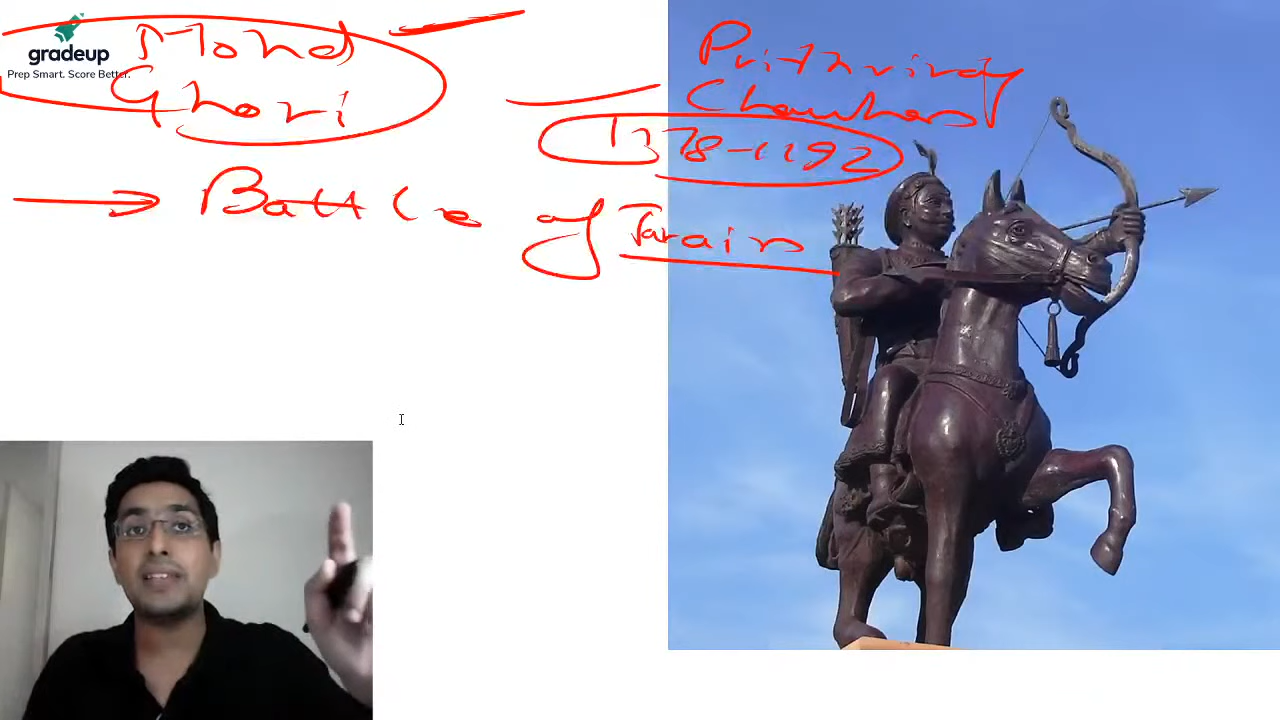 gradeup
Prep Smart. Score Better.
Mohd
Ghori
Prithviraj
Chauhan
1178-1192
→ Battle of Tarain